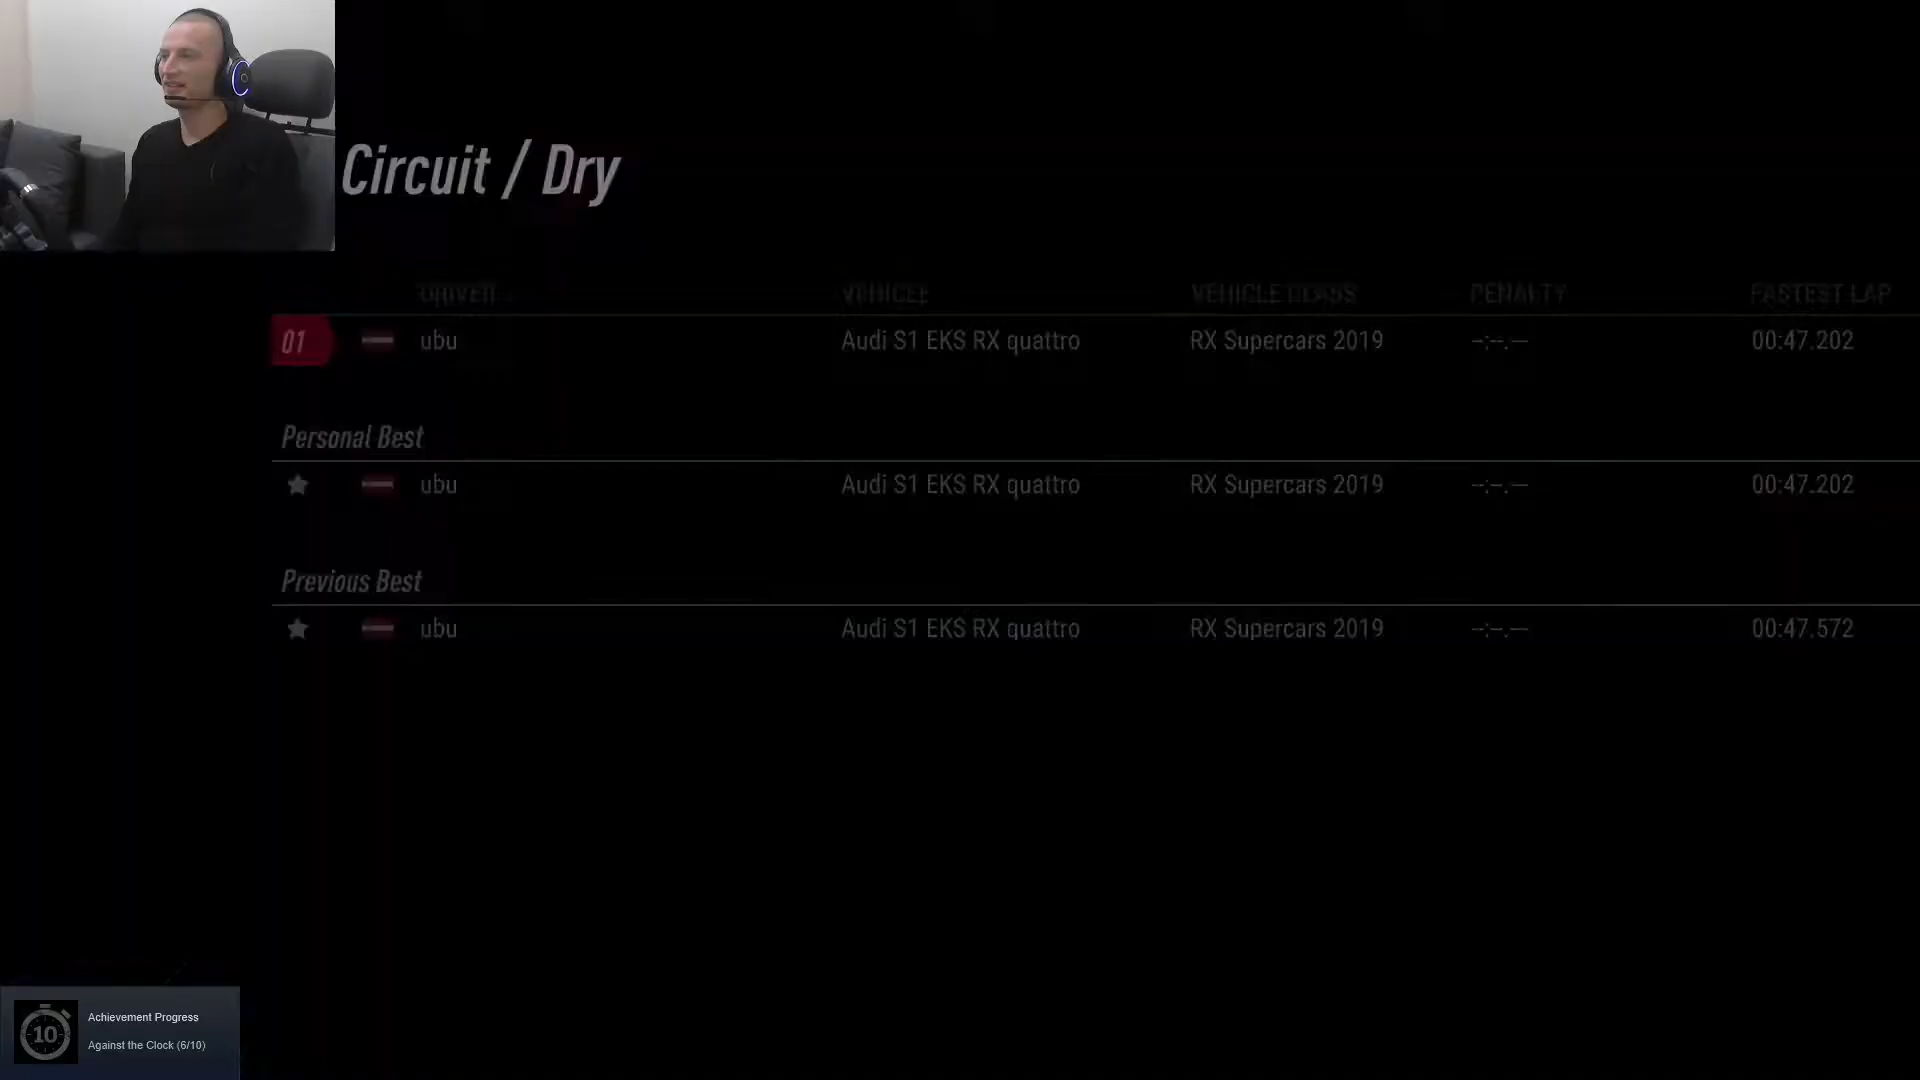 Circuit / Dry
DRIVER VEHICLE VEHICLE CLASS PENALTY FASTEST LAP
01 ubu Audi S1 EKS RX quattro RX Supercars 2019 --:--.--- 00:47.202
Personal Best
ubu Audi S1 EKS RX quattro RX Supercars 2019 --:--.--- 00:47.202
Previous Best
ubu Audi S1 EKS RX quattro RX Supercars 2019 --:--.--- 00:47.572
10
Achievement Progress
Against the Clock (6/10)